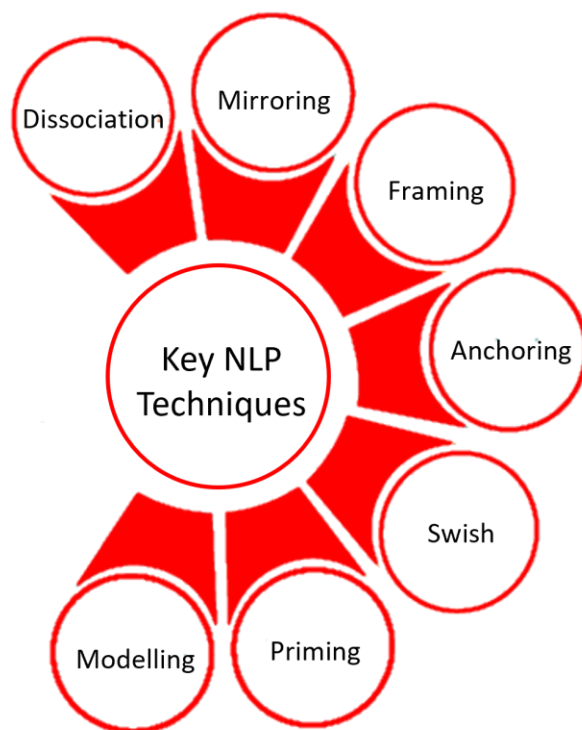 Dissociation
Mirroring
Framing
Anchoring
Key NLP
Techniques
Swish
Priming
Modelling